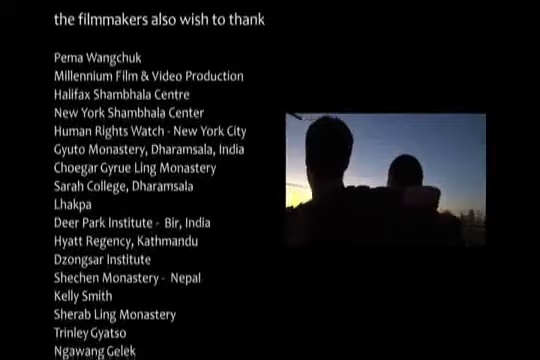 the filmmakers also wish to thank
Pema Wangchuk
Millennium Film & Video Production
Halifax Shambhala Centre
New York Shambhala Center
Human Rights Watch - New York City
Gyuto Monastery, Dharamsala, India
Choegar Gyrue Ling Monastery
Sarah College, Dharamsala
Lhakpa
Deer Park Institute - Bir, India
Hyatt Regency, Kathmandu
Dzongsar Institute
Shechen Monastery - Nepal
Kelly Smith
Sherab Ling Monastery
Trinley Gyatso
Ngawang Gelek